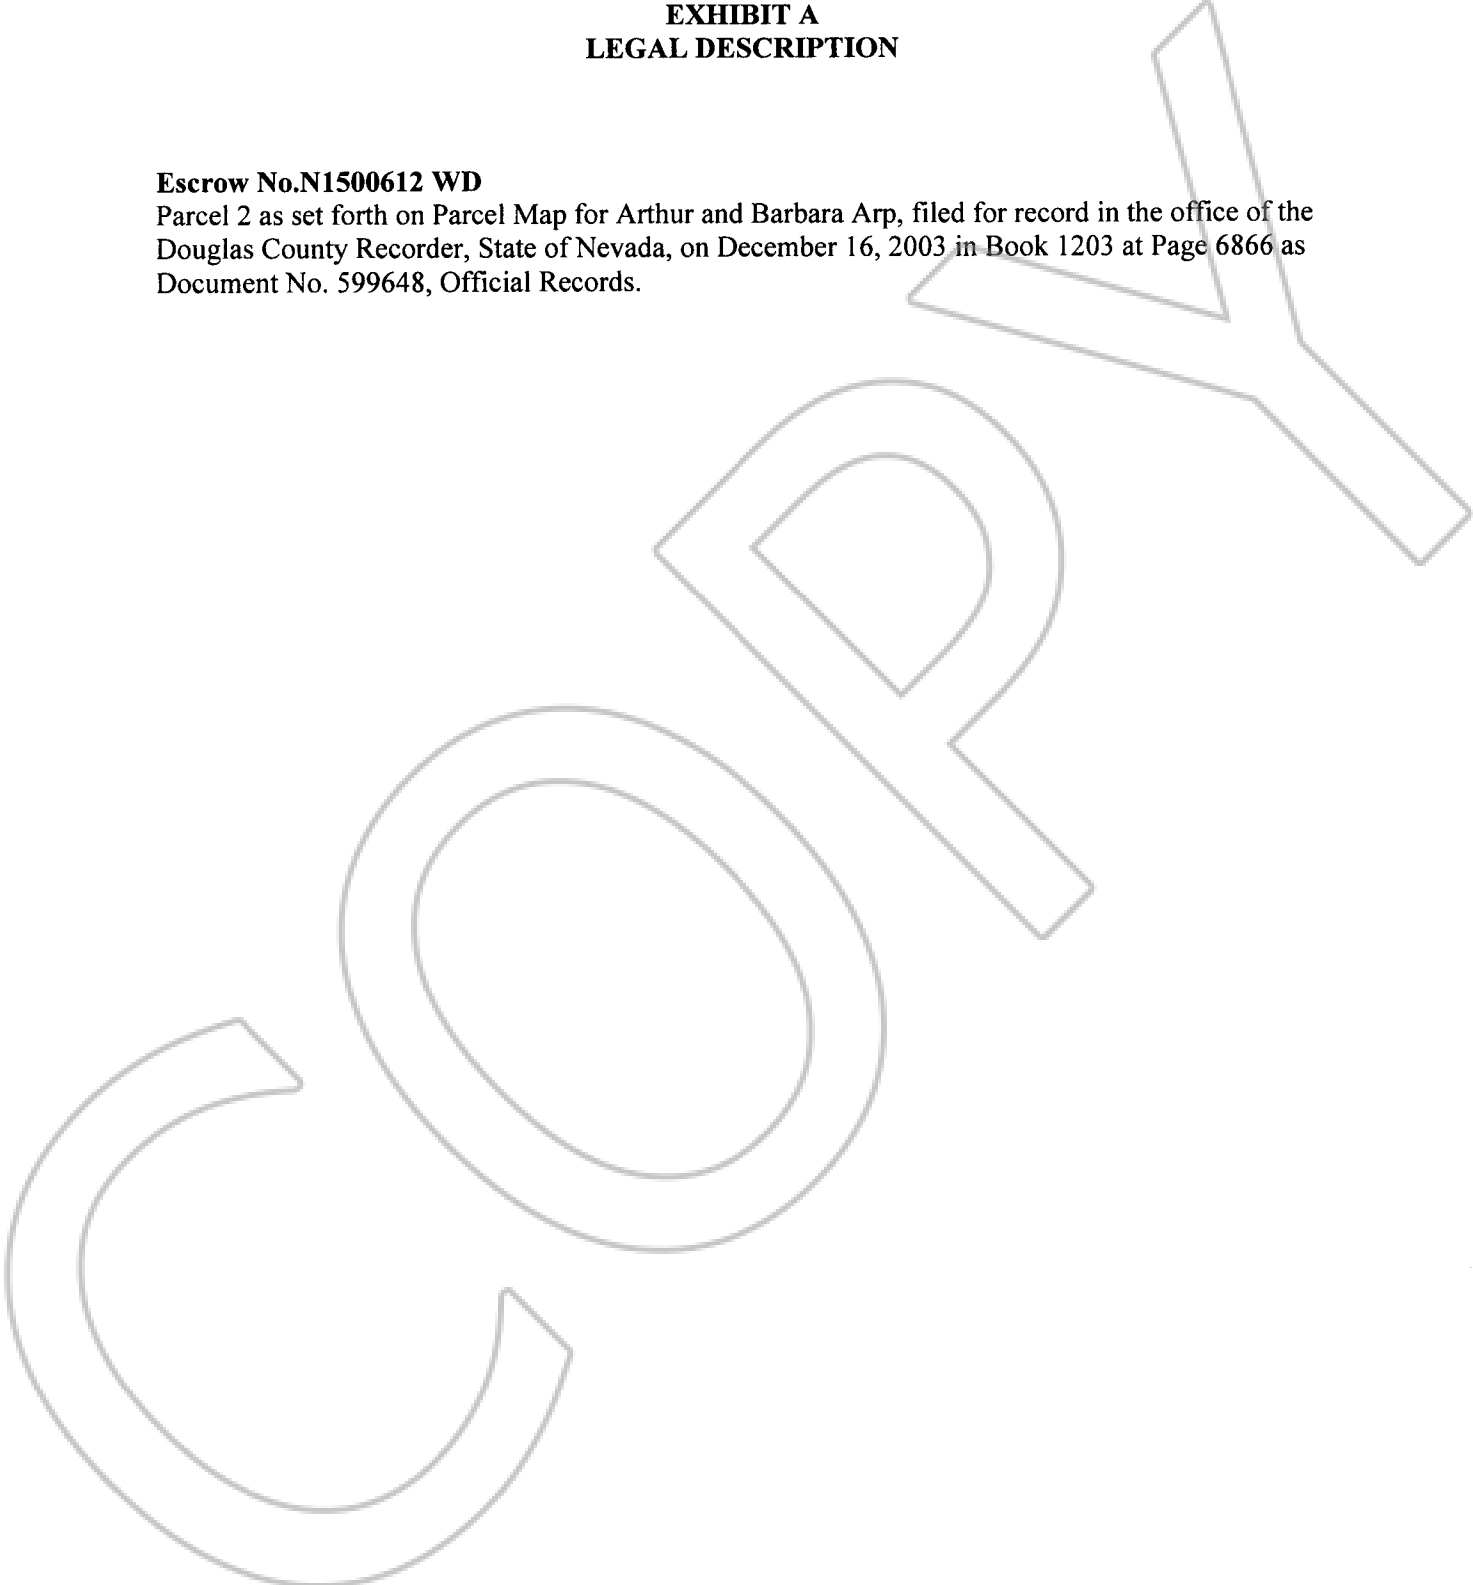 EXHIBIT A
LEGAL DESCRIPTION
Escrow No.N1500612 WD
Parcel 2 as set forth on Parcel Map for Arthur and Barbara Arp, filed for record in the office of the
Douglas County Recorder, State of Nevada, on December 16, 2003 in Book 1203 at Page 6866 as
Document No. 599648, Official Records.
COPY